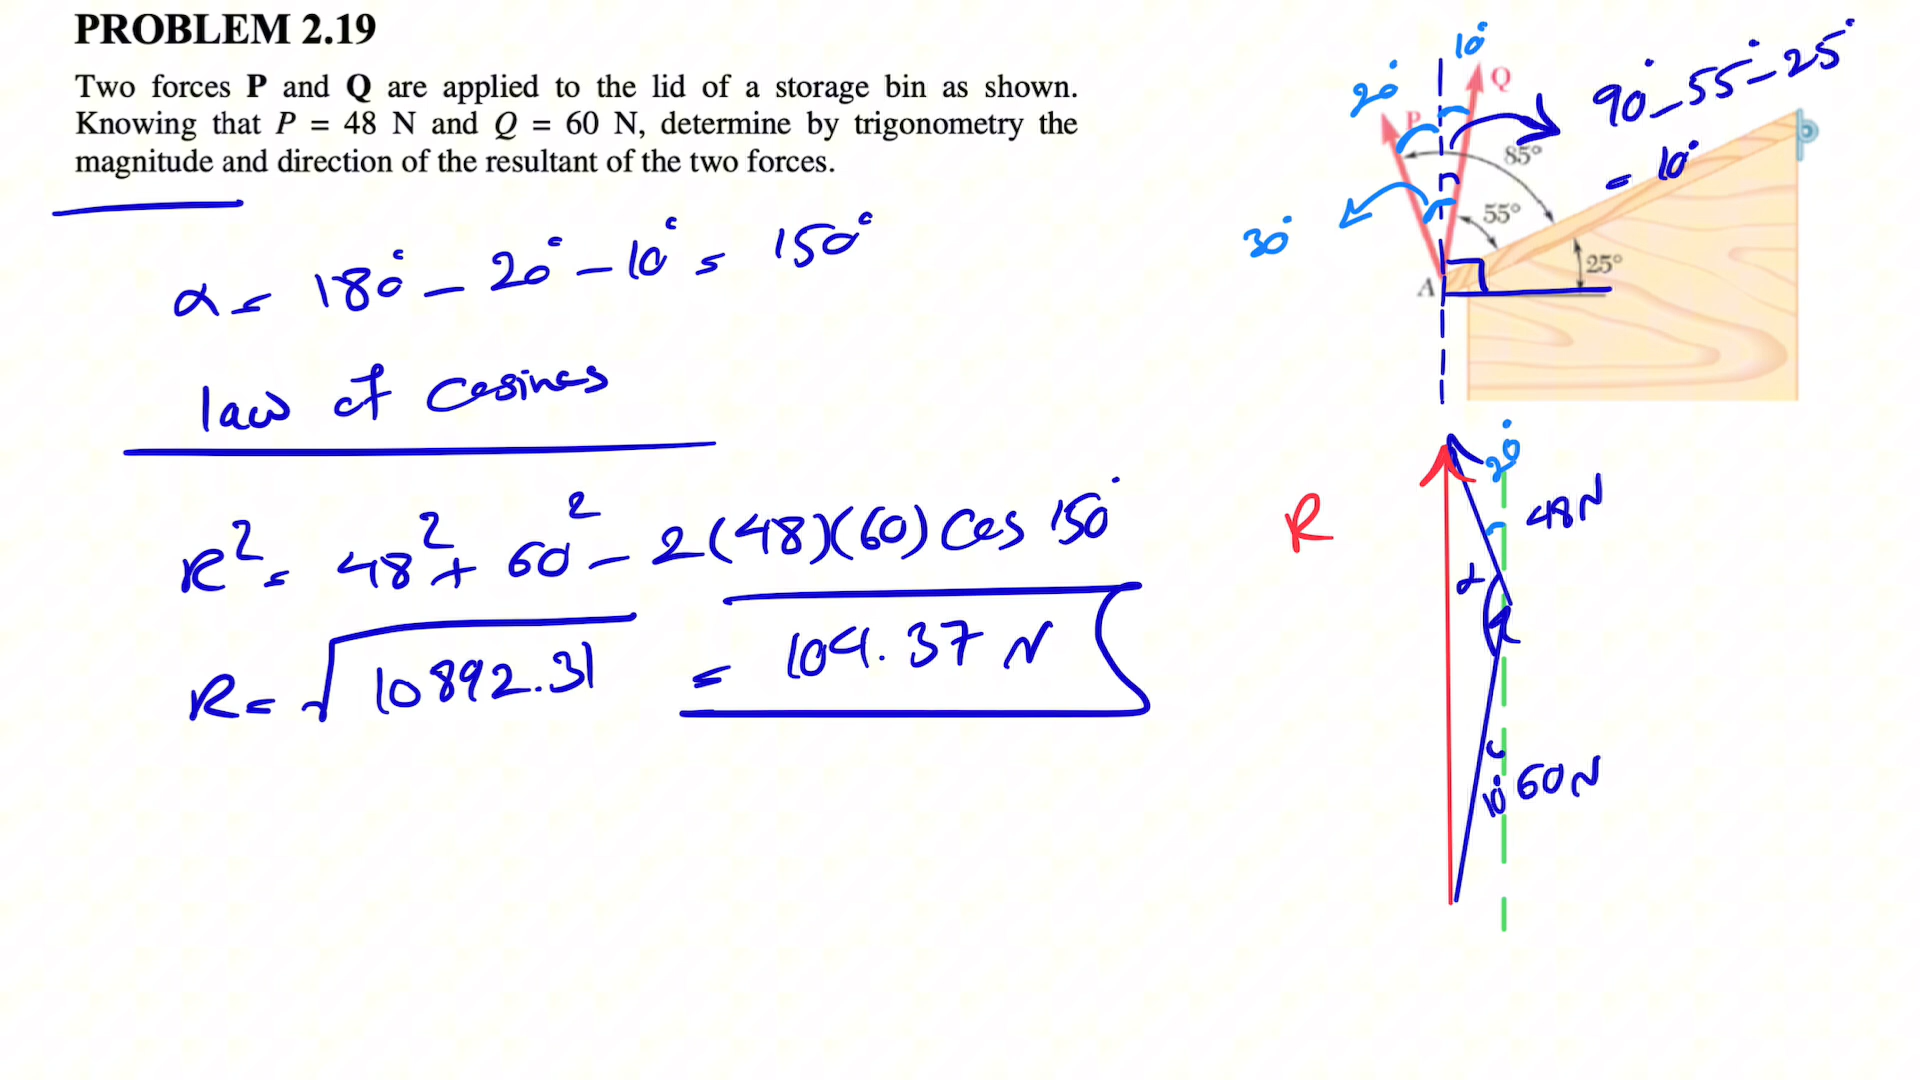 PROBLEM 2.19
Two forces P and Q are applied to the lid of a storage bin as shown.
Knowing that P = 48 N and Q = 60 N, determine by trigonometry the
magnitude and direction of the resultant of the two forces.
α = 180° - 20° - 10° = 150°
law of cosines
R² = 48² + 60² - 2(48)(60) cos 150°
R = √10892.31 = 104.37 N
10°
20°
Q
P
90° - 55° - 25°
= 10°
85°
30°
55°
25°
A
20°
48N
R
α
10°
60N